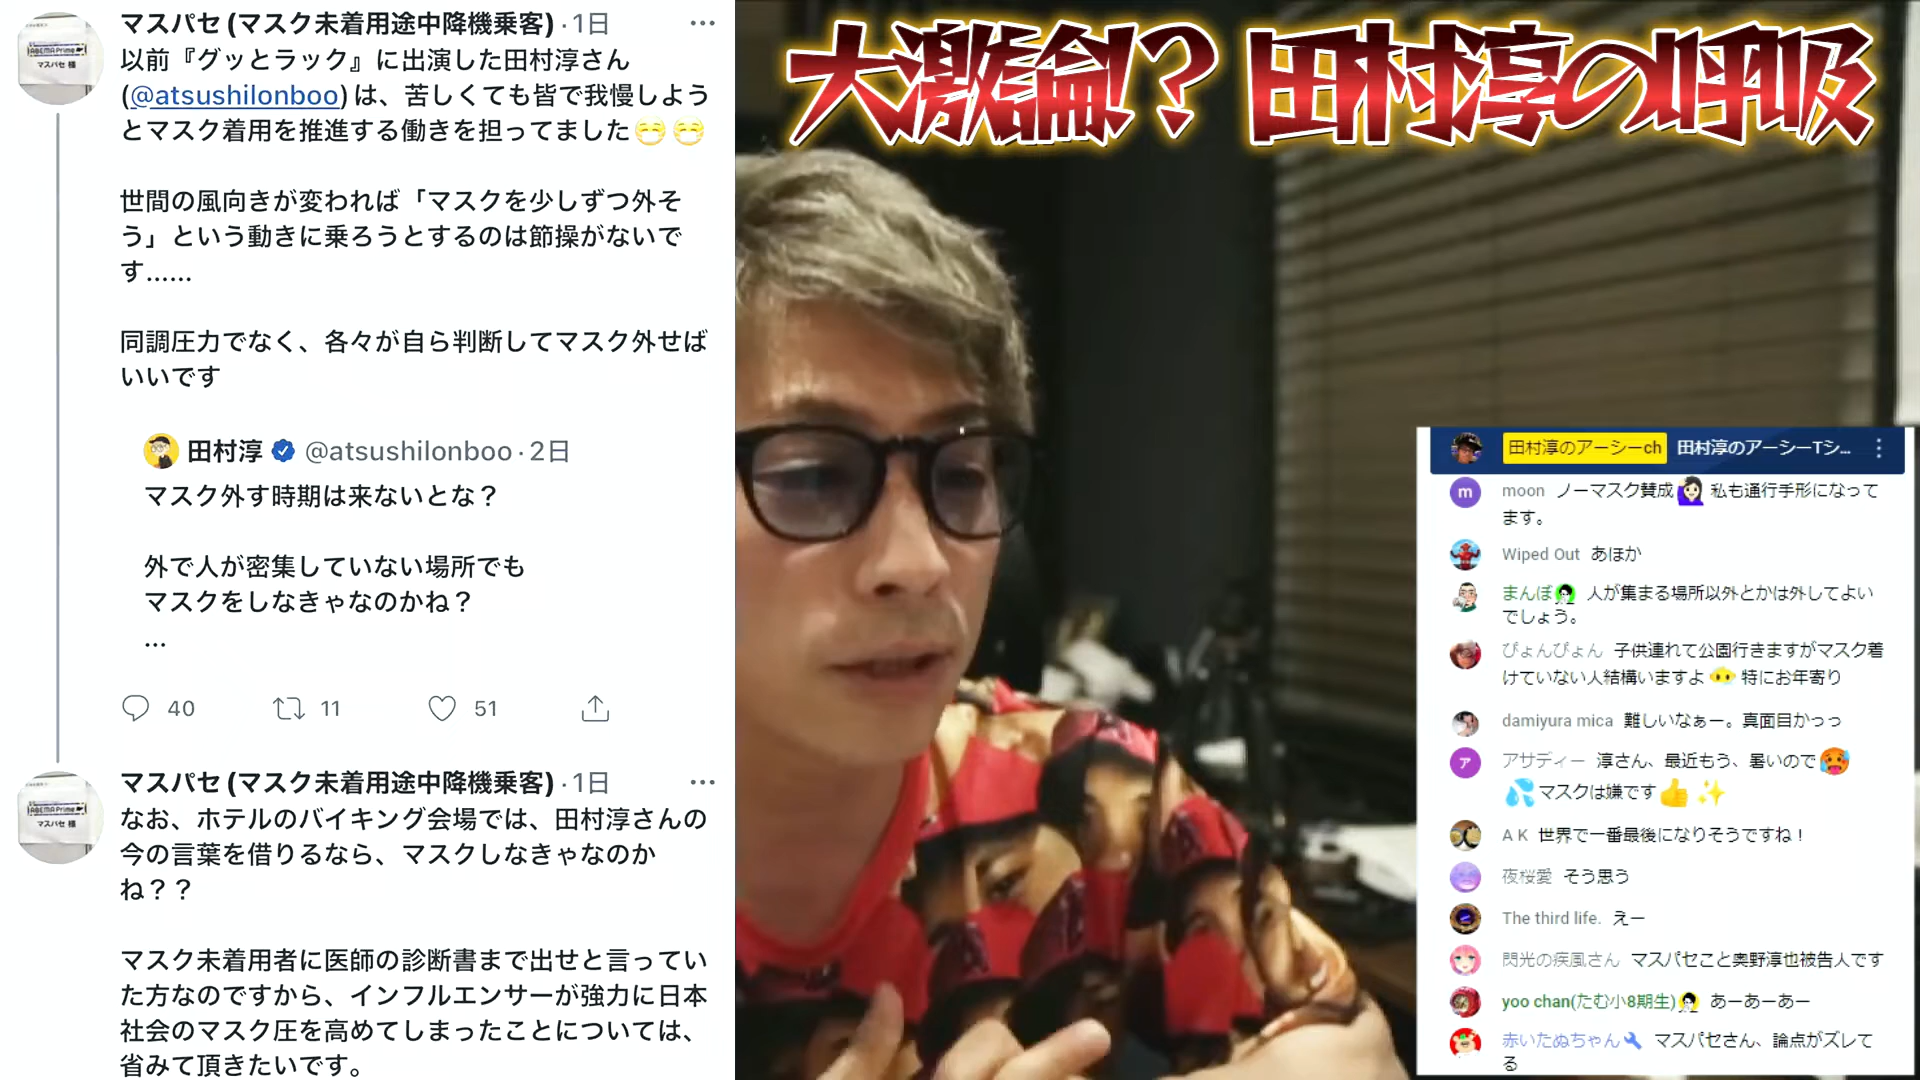 マスパセ (マスク未着用途中降機乗客) · 1日
以前『グッとラック』に出演した田村淳さん
(@atsushilonboo) は、苦しくても皆で我慢しよう
とマスク着用を推進する働きを担ってました😷😷
世間の風向きが変われば「マスクを少しずつ外そ
う」という動きに乗ろうとするのは節操がないで
す……
同調圧力でなく、各々が自ら判断してマスク外せば
いいです
田村淳 @atsushilonboo · 2日
マスク外す時期は来ないとな？
外で人が密集していない場所でも
マスクをしなきゃなのかね？
…
40 11 51
マスパセ (マスク未着用途中降機乗客) · 1日
なお、ホテルのバイキング会場では、田村淳さんの
今の言葉を借りるなら、マスクしなきゃなのか
ね？？
マスク未着用者に医師の診断書まで出せと言ってい
た方なのですから、インフルエンサーが強力に日本
社会のマスク圧を高めてしまったことについては、
省みて頂きたいです。
ABEMA Prime
マスパセ 様
ABEMA Prime
マスパセ 様
大激論!? 田村淳の呼吸
田村淳のアーシーch 田村淳のアーシーTシ...
m moon ノーマスク賛成🙋🏻‍♀️ 私も通行手形になって
ます。
Wiped Out あほか
まんぼ 人が集まる場所以外とかは外してよい
でしょう。
ぴょんぴょん 子供連れて公園行きますがマスク着
けていない人結構いますよ 特にお年寄り
damiyura mica 難しいなぁー。真面目かっっ
ア アサディー 淳さん、最近もう、暑いので🥵
💦マスクは嫌です👍✨
A K 世界で一番最後になりそうですね！
夜桜愛 そう思う
The third life. えー
閃光の疾風さん マスパセこと奥野淳也被告人です
yoo chan(たむ小8期生) あーあーあー
赤いたぬちゃん マスパセさん、論点がズレて
る